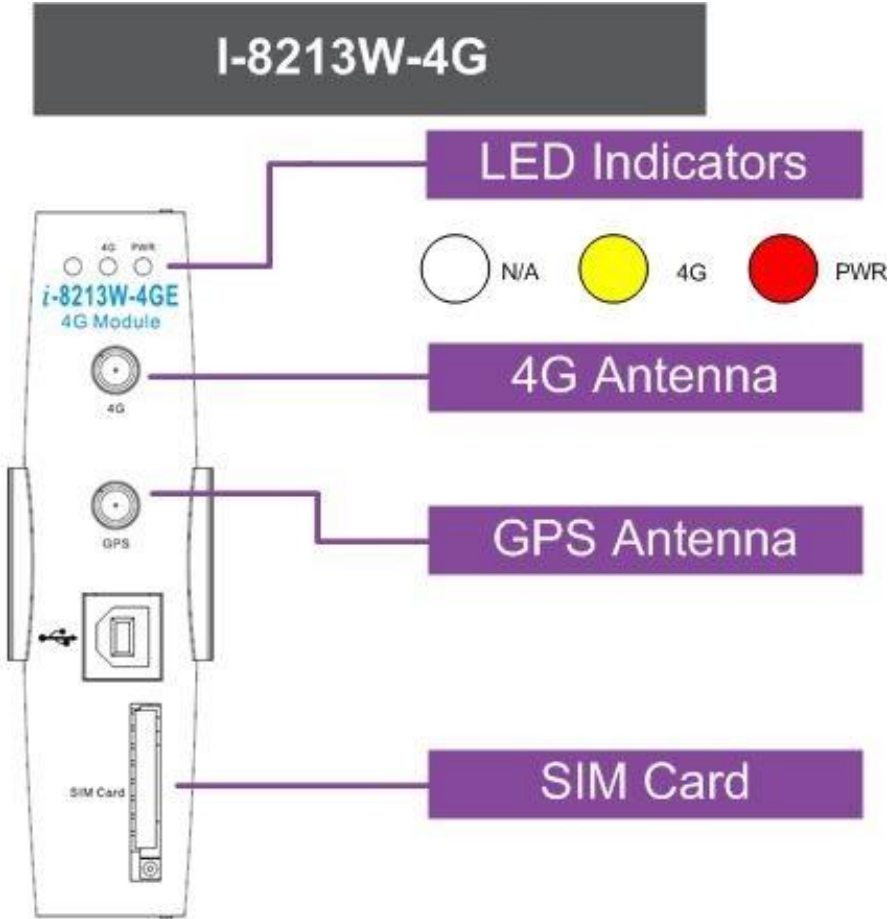 I-8213W-4G
LED Indicators
N/A
4G
PWR
4G PWR
i-8213W-4GE
4G Module
4G
4G Antenna
GPS
GPS Antenna
SIM Card
SIM Card